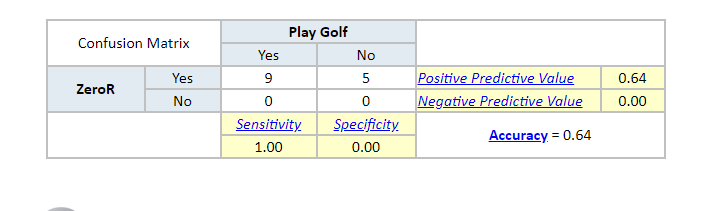 Confusion Matrix
Play Golf
Yes No
ZeroR
Yes 9 5 Positive Predictive Value 0.64
No 0 0 Negative Predictive Value 0.00
Sensitivity Specificity
Accuracy = 0.64
1.00 0.00